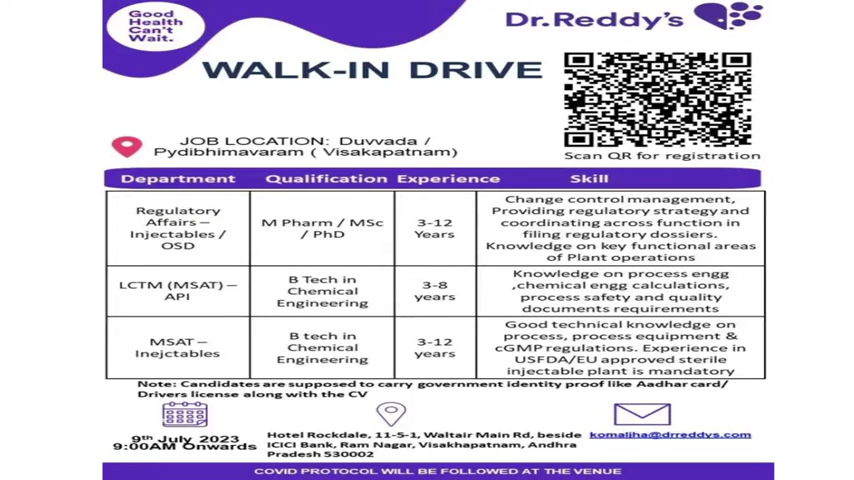 Good
Health
Can't
Wait.
Dr.Reddy's
WALK-IN DRIVE
JOB LOCATION: Duvvada /
Pydibhimavaram ( Visakapatnam)
Scan QR for registration
Department Qualification Experience Skill
Regulatory
Affairs –
Injectables /
OSD
M Pharm / MSc
/ PhD
3-12
Years
Change control management,
Providing regulatory strategy and
coordinating across function in
filing regulatory dossiers.
Knowledge on key functional areas
of Plant operations
LCTM (MSAT) –
API
B Tech in
Chemical
Engineering
3-8
years
Knowledge on process engg
,chemical engg calculations,
process safety and quality
documents requirements
MSAT –
Inejctables
B tech in
Chemical
Engineering
3-12
years
Good technical knowledge on
process, process equipment &
cGMP regulations. Experience in
USFDA/EU approved sterile
injectable plant is mandatory
Note: Candidates are supposed to carry government identity proof like Aadhar card/
Drivers license along with the CV
9th July 2023
9:00AM Onwards
Hotel Rockdale, 11-5-1, Waltair Main Rd, beside
ICICI Bank, Ram Nagar, Visakhapatnam, Andhra
Pradesh 530002
komaljha@drreddys.com
COVID PROTOCOL WILL BE FOLLOWED AT THE VENUE